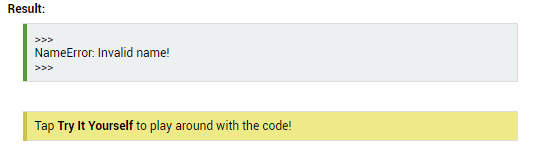 Result:
>>>
NameError: Invalid name!
>>>
Tap Try It Yourself to play around with the code!